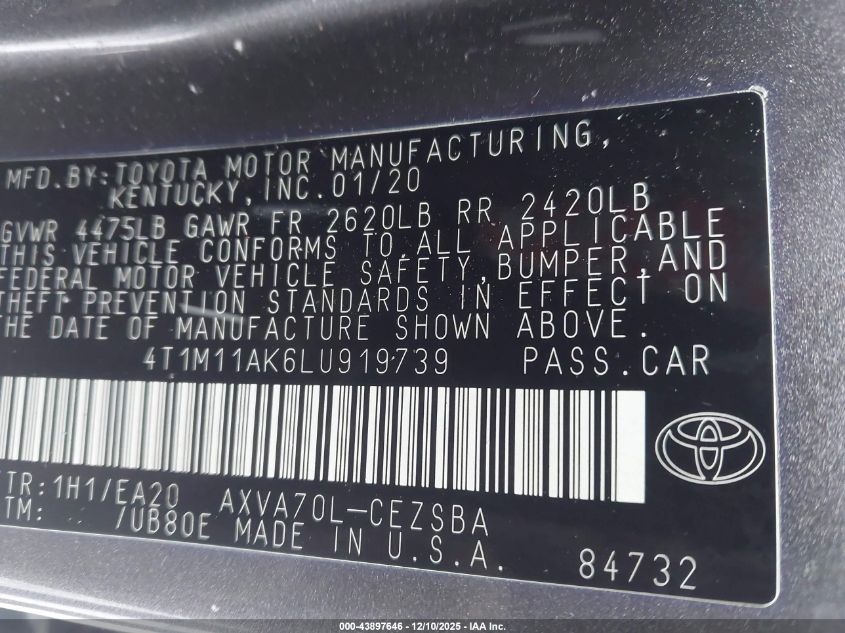 MFD.BY:TOYOTA MOTOR MANUFACTURING,
KENTUCKY, INC.01/20
GVWR 4475LB GAWR FR 2620LB RR 2420LB
THIS VEHICLE CONFORMS TO ALL APPLICABLE
FEDERAL MOTOR VEHICLE SAFETY,BUMPER,AND
THEFT PREVENTION STANDARDS IN EFFECT ON
THE DATE OF MANUFACTURE SHOWN ABOVE.
4T1M11AK6LU919739 PASS.CAR
TR:1H1/EA20 AXVA70L-CEZSBA
TM: /UB80E MADE IN U.S.A. 84732
000-43897646 - 12/10/2025 - IAA Inc.